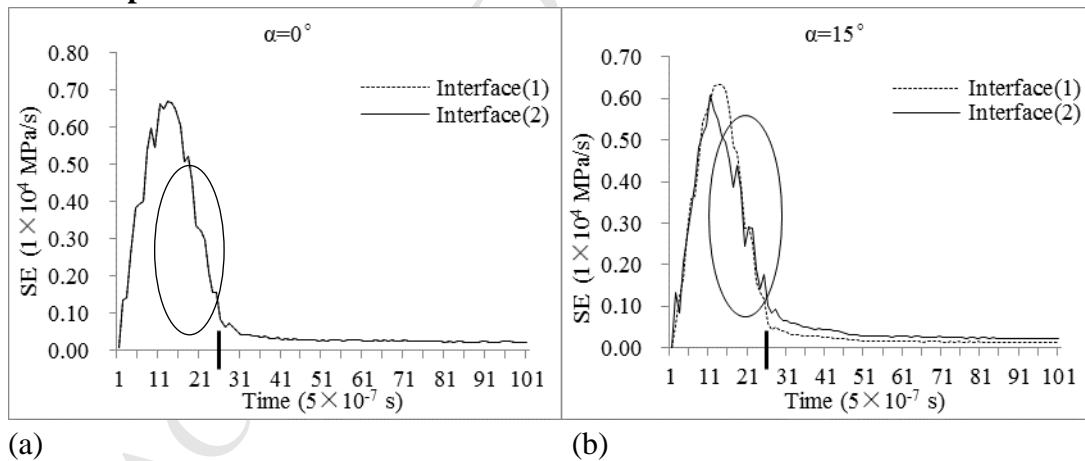 α=0°
0.80
0.70
0.60
0.50
0.40
0.30
0.20
0.10
0.00
SE (1×10⁴ MPa/s)
Interface(1)
Interface(2)
1 11 21 31 41 51 61 71 81 91 101
Time (5×10⁻⁷ s)
(a)
α=15°
0.70
0.60
0.50
0.40
0.30
0.20
0.10
0.00
SE (1×10⁴ MPa/s)
Interface(1)
Interface(2)
1 11 21 31 41 51 61 71 81 91 101
Time (5×10⁻⁷ s)
(b)